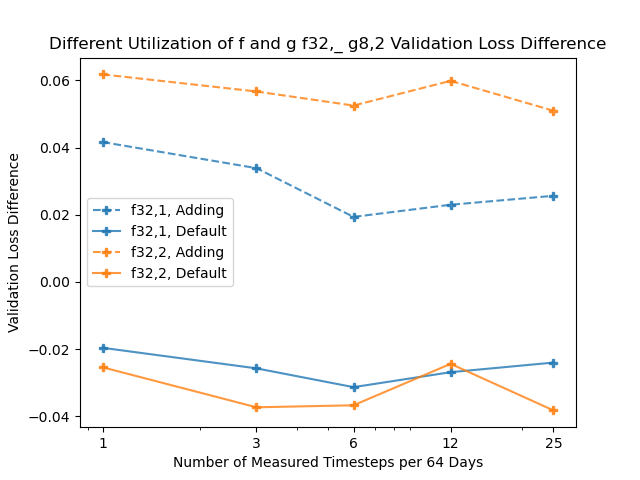 Different Utilization of f and g f32,_ g8,2 Validation Loss Difference
Validation Loss Difference
0.06
0.04
0.02
0.00
−0.02
−0.04
f32,1, Adding
f32,1, Default
f32,2, Adding
f32,2, Default
1 3 6 12 25
Number of Measured Timesteps per 64 Days